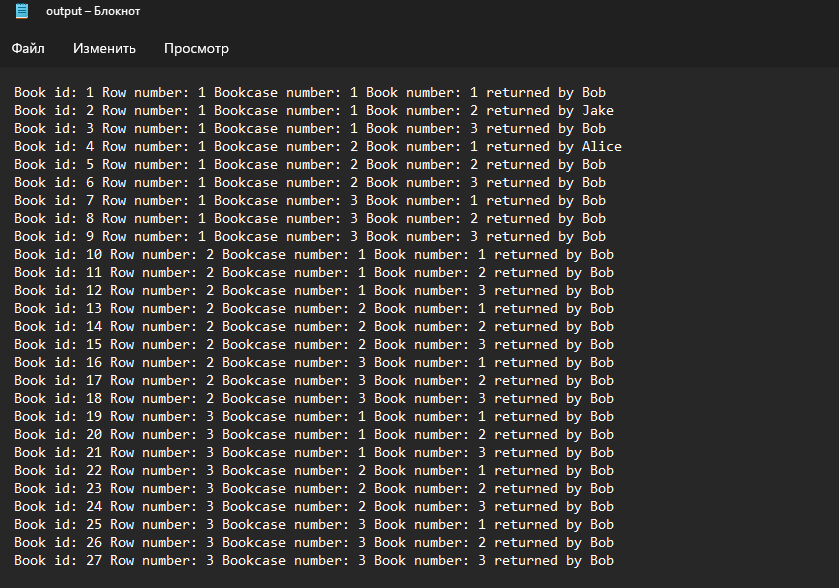 output – Блокнот
Файл Изменить Просмотр
Book id: 1 Row number: 1 Bookcase number: 1 Book number: 1 returned by Bob
Book id: 2 Row number: 1 Bookcase number: 1 Book number: 2 returned by Jake
Book id: 3 Row number: 1 Bookcase number: 1 Book number: 3 returned by Bob
Book id: 4 Row number: 1 Bookcase number: 2 Book number: 1 returned by Alice
Book id: 5 Row number: 1 Bookcase number: 2 Book number: 2 returned by Bob
Book id: 6 Row number: 1 Bookcase number: 2 Book number: 3 returned by Bob
Book id: 7 Row number: 1 Bookcase number: 3 Book number: 1 returned by Bob
Book id: 8 Row number: 1 Bookcase number: 3 Book number: 2 returned by Bob
Book id: 9 Row number: 1 Bookcase number: 3 Book number: 3 returned by Bob
Book id: 10 Row number: 2 Bookcase number: 1 Book number: 1 returned by Bob
Book id: 11 Row number: 2 Bookcase number: 1 Book number: 2 returned by Bob
Book id: 12 Row number: 2 Bookcase number: 1 Book number: 3 returned by Bob
Book id: 13 Row number: 2 Bookcase number: 2 Book number: 1 returned by Bob
Book id: 14 Row number: 2 Bookcase number: 2 Book number: 2 returned by Bob
Book id: 15 Row number: 2 Bookcase number: 2 Book number: 3 returned by Bob
Book id: 16 Row number: 2 Bookcase number: 3 Book number: 1 returned by Bob
Book id: 17 Row number: 2 Bookcase number: 3 Book number: 2 returned by Bob
Book id: 18 Row number: 2 Bookcase number: 3 Book number: 3 returned by Bob
Book id: 19 Row number: 3 Bookcase number: 1 Book number: 1 returned by Bob
Book id: 20 Row number: 3 Bookcase number: 1 Book number: 2 returned by Bob
Book id: 21 Row number: 3 Bookcase number: 1 Book number: 3 returned by Bob
Book id: 22 Row number: 3 Bookcase number: 2 Book number: 1 returned by Bob
Book id: 23 Row number: 3 Bookcase number: 2 Book number: 2 returned by Bob
Book id: 24 Row number: 3 Bookcase number: 2 Book number: 3 returned by Bob
Book id: 25 Row number: 3 Bookcase number: 3 Book number: 1 returned by Bob
Book id: 26 Row number: 3 Bookcase number: 3 Book number: 2 returned by Bob
Book id: 27 Row number: 3 Bookcase number: 3 Book number: 3 returned by Bob